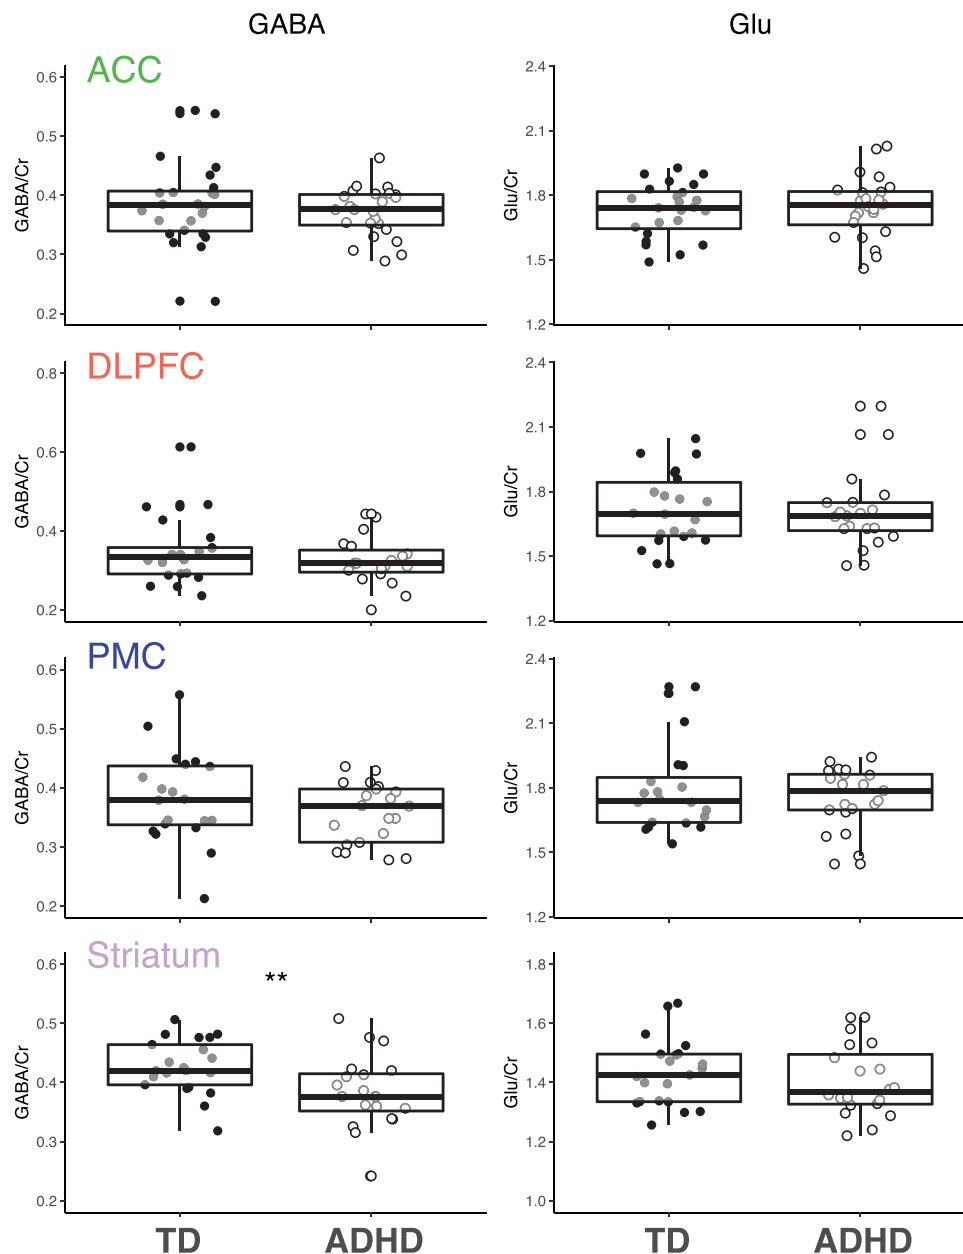 GABA Glu
ACC
GABA/Cr
0.6
0.5
0.4
0.3
0.2
Glu/Cr
2.4
2.1
1.8
1.5
1.2
DLPFC
GABA/Cr
0.8
0.6
0.4
0.2
Glu/Cr
2.4
2.1
1.8
1.5
1.2
PMC
GABA/Cr
0.6
0.5
0.4
0.3
0.2
Glu/Cr
2.4
2.1
1.8
1.5
1.2
Striatum
**
GABA/Cr
0.6
0.5
0.4
0.3
0.2
Glu/Cr
1.8
1.6
1.4
1.2
1.0
TD ADHD TD ADHD